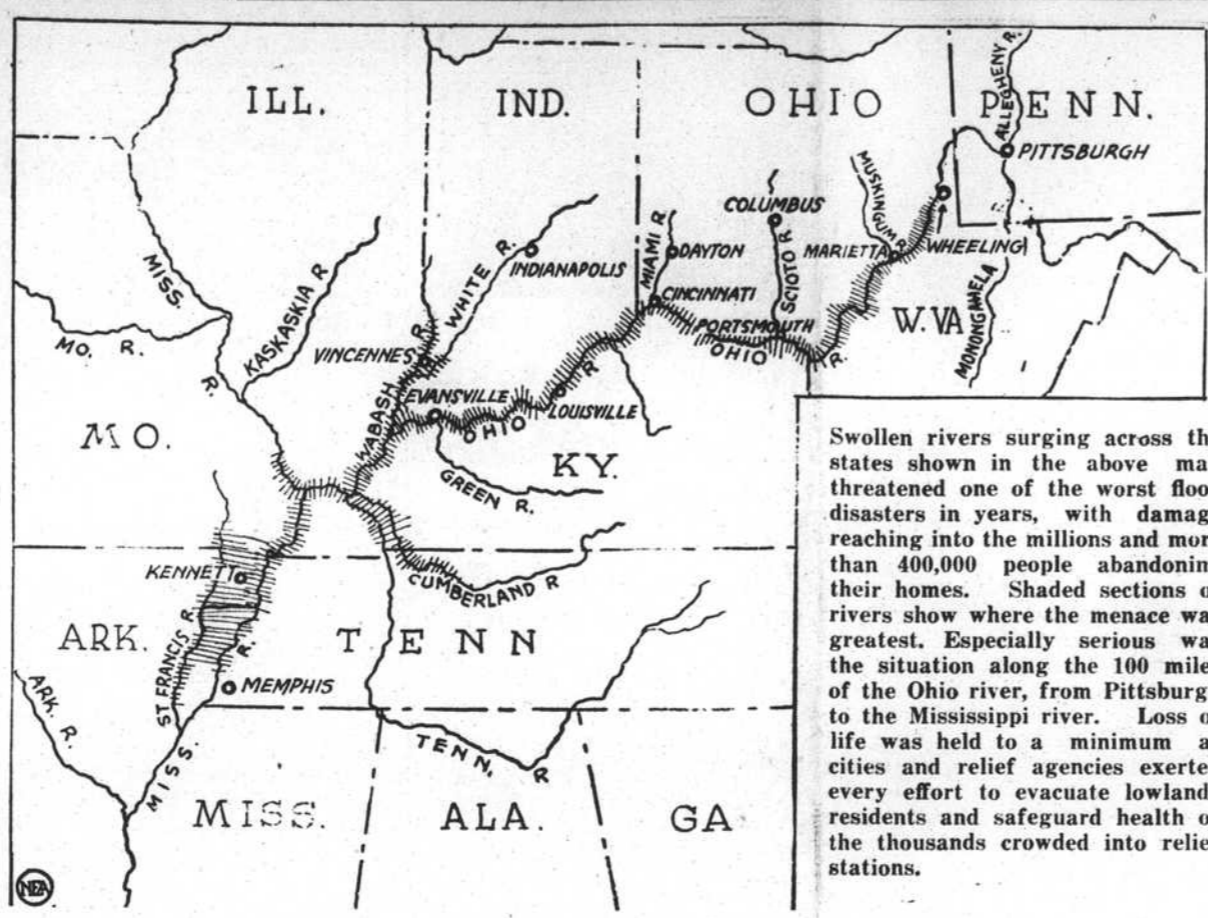 ILL.
IND.
OHIO
PENN.
ALLEGHENY R.
PITTSBURGH
MUSKINGUM R.
COLUMBUS
MISS.
R.
KASKASKIA R
WHITE R.
INDIANAPOLIS
MIAMI R
DAYTON
SCIOTO R
MARIETTA
WHEELING
MO. R.
VINCENNES
CINCINNATI
PORTSMOUTH
OHIO
R.
W.VA
MONONGAHELA
WABASH R
EVANSVILLE
OHIO
R
LOUISVILLE
MO.
KY.
GREEN R.
KENNETT
CUMBERLAND R
ARK.
ST FRANCIS R.
R.
TENN
MEMPHIS
ARK. R.
MISS.
TENN. R
MISS.
ALA.
GA
NEA
Swollen rivers surging across th
states shown in the above ma
threatened one of the worst floo
disasters in years, with damag
reaching into the millions and mor
than 400,000 people abandonin
their homes. Shaded sections o
rivers show where the menace wa
greatest. Especially serious wa
the situation along the 100 mile
of the Ohio river, from Pittsburg
to the Mississippi river. Loss o
life was held to a minimum a
cities and relief agencies exerte
every effort to evacuate lowland
residents and safeguard health o
the thousands crowded into relie
stations.